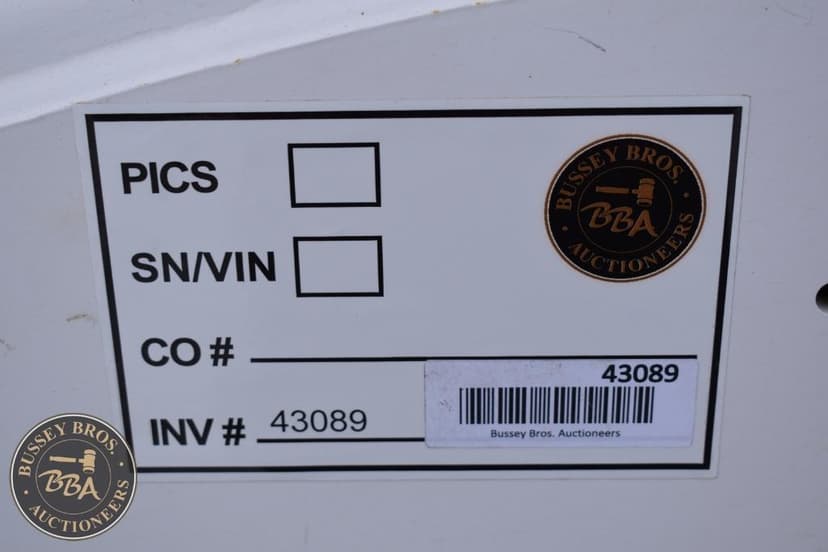 PICS
BUSSEY BROS.
BBA
AUCTIONEERS
SN/VIN
CO #
43089
INV # 43089
Bussey Bros. Auctioneers
BUSSEY BROS.
BBA
AUCTIONEERS